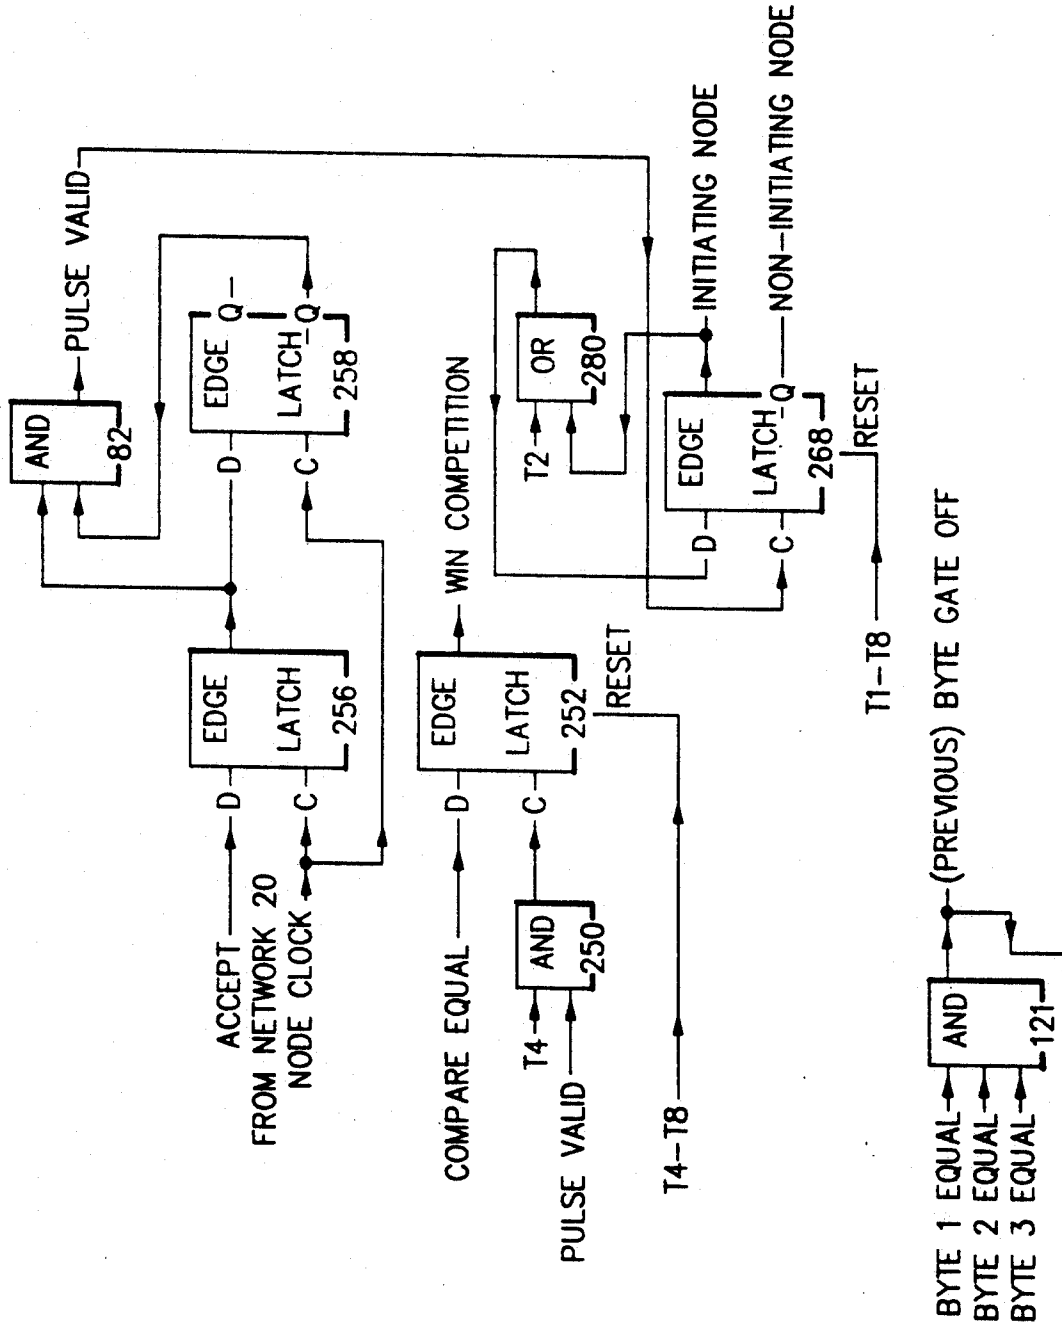 AND
82
PULSE VALID
ACCEPT
FROM NETWORK 20
NODE CLOCK
D
C
EDGE
LATCH
256
D
C
EDGE
LATCH
258
Q
Q
COMPARE EQUAL
D
C
EDGE
LATCH
252
WIN COMPETITION
RESET
T4
PULSE VALID
AND
250
T4-T8
T2
OR
280
D
C
EDGE
LATCH
268
Q
INITIATING NODE
NON-INITIATING NODE
RESET
T1-T8
BYTE 1 EQUAL
BYTE 2 EQUAL
BYTE 3 EQUAL
AND
121
(PREVIOUS) BYTE GATE OFF